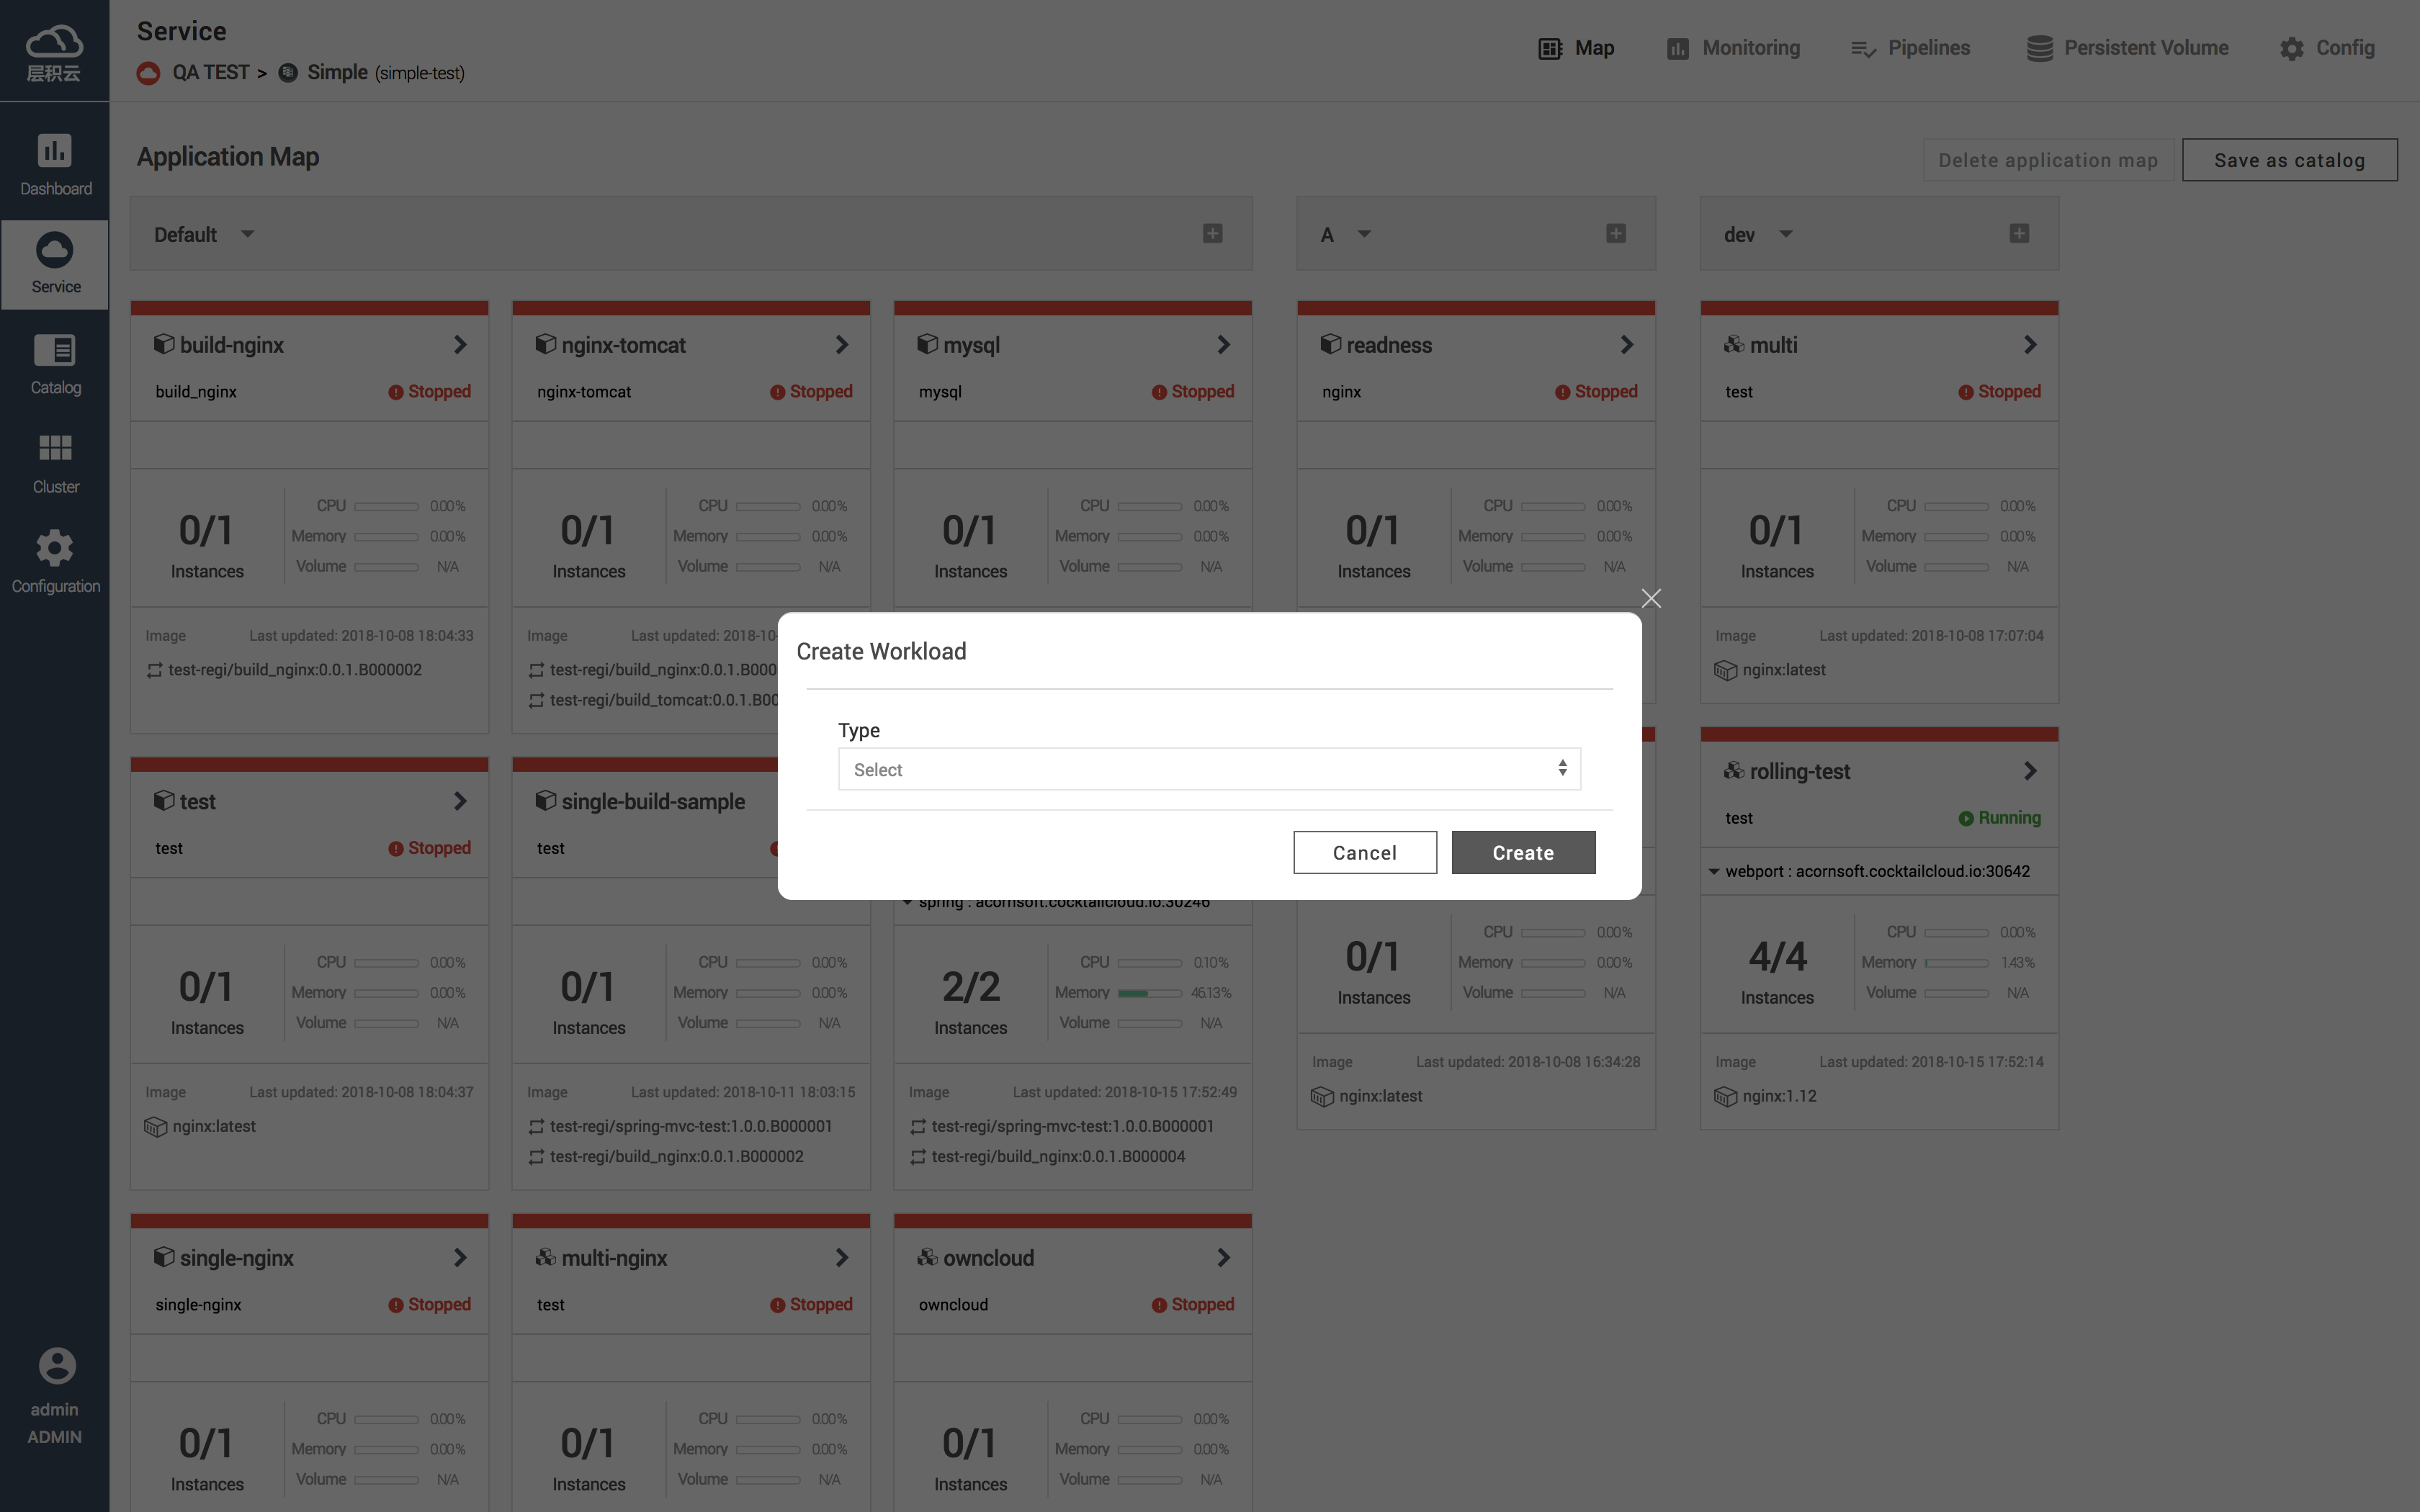 层积云
Service
QA TEST > Simple (simple-test)
Map
Monitoring
Pipelines
Persistent Volume
Config
Dashboard
Service
Catalog
Cluster
Configuration
admin
ADMIN
Application Map
Delete application map
Save as catalog
Default
A
dev
build-nginx
build_nginx
Stopped
0/1
Instances
CPU 0.00%
Memory 0.00%
Volume N/A
Image Last updated: 2018-10-08 18:04:33
test-regi/build_nginx:0.0.1.B000002
nginx-tomcat
nginx-tomcat
Stopped
0/1
Instances
CPU 0.00%
Memory 0.00%
Volume N/A
Image Last updated: 2018-10-
test-regi/build_nginx:0.0.1.B000
test-regi/build_tomcat:0.0.1.B00
mysql
mysql
Stopped
0/1
Instances
CPU 0.00%
Memory 0.00%
Volume N/A
readness
nginx
Stopped
0/1
Instances
CPU 0.00%
Memory 0.00%
Volume N/A
multi
test
Stopped
0/1
Instances
CPU 0.00%
Memory 0.00%
Volume N/A
Image Last updated: 2018-10-08 17:07:04
nginx:latest
Create Workload
Type
Select
Cancel
Create
test
test
Stopped
0/1
Instances
CPU 0.00%
Memory 0.00%
Volume N/A
Image Last updated: 2018-10-08 18:04:37
nginx:latest
single-build-sample
test
0/1
Instances
CPU 0.00%
Memory 0.00%
Volume N/A
Image Last updated: 2018-10-11 18:03:15
test-regi/spring-mvc-test:1.0.0.B000001
test-regi/build_nginx:0.0.1.B000002
spring : acornsoft.cocktailcloud.io:30246
2/2
Instances
CPU 0.10%
Memory 46.13%
Volume N/A
Image Last updated: 2018-10-15 17:52:49
test-regi/spring-mvc-test:1.0.0.B000001
test-regi/build_nginx:0.0.1.B000004
0/1
Instances
CPU 0.00%
Memory 0.00%
Volume N/A
Image Last updated: 2018-10-08 16:34:28
nginx:latest
rolling-test
test
Running
webport : acornsoft.cocktailcloud.io:30642
4/4
Instances
CPU 0.00%
Memory 1.43%
Volume N/A
Image Last updated: 2018-10-15 17:52:14
nginx:1.12
single-nginx
single-nginx
Stopped
0/1
Instances
CPU 0.00%
Memory 0.00%
Volume N/A
multi-nginx
test
Stopped
0/1
Instances
CPU 0.00%
Memory 0.00%
Volume N/A
owncloud
owncloud
Stopped
0/1
Instances
CPU 0.00%
Memory 0.00%
Volume N/A